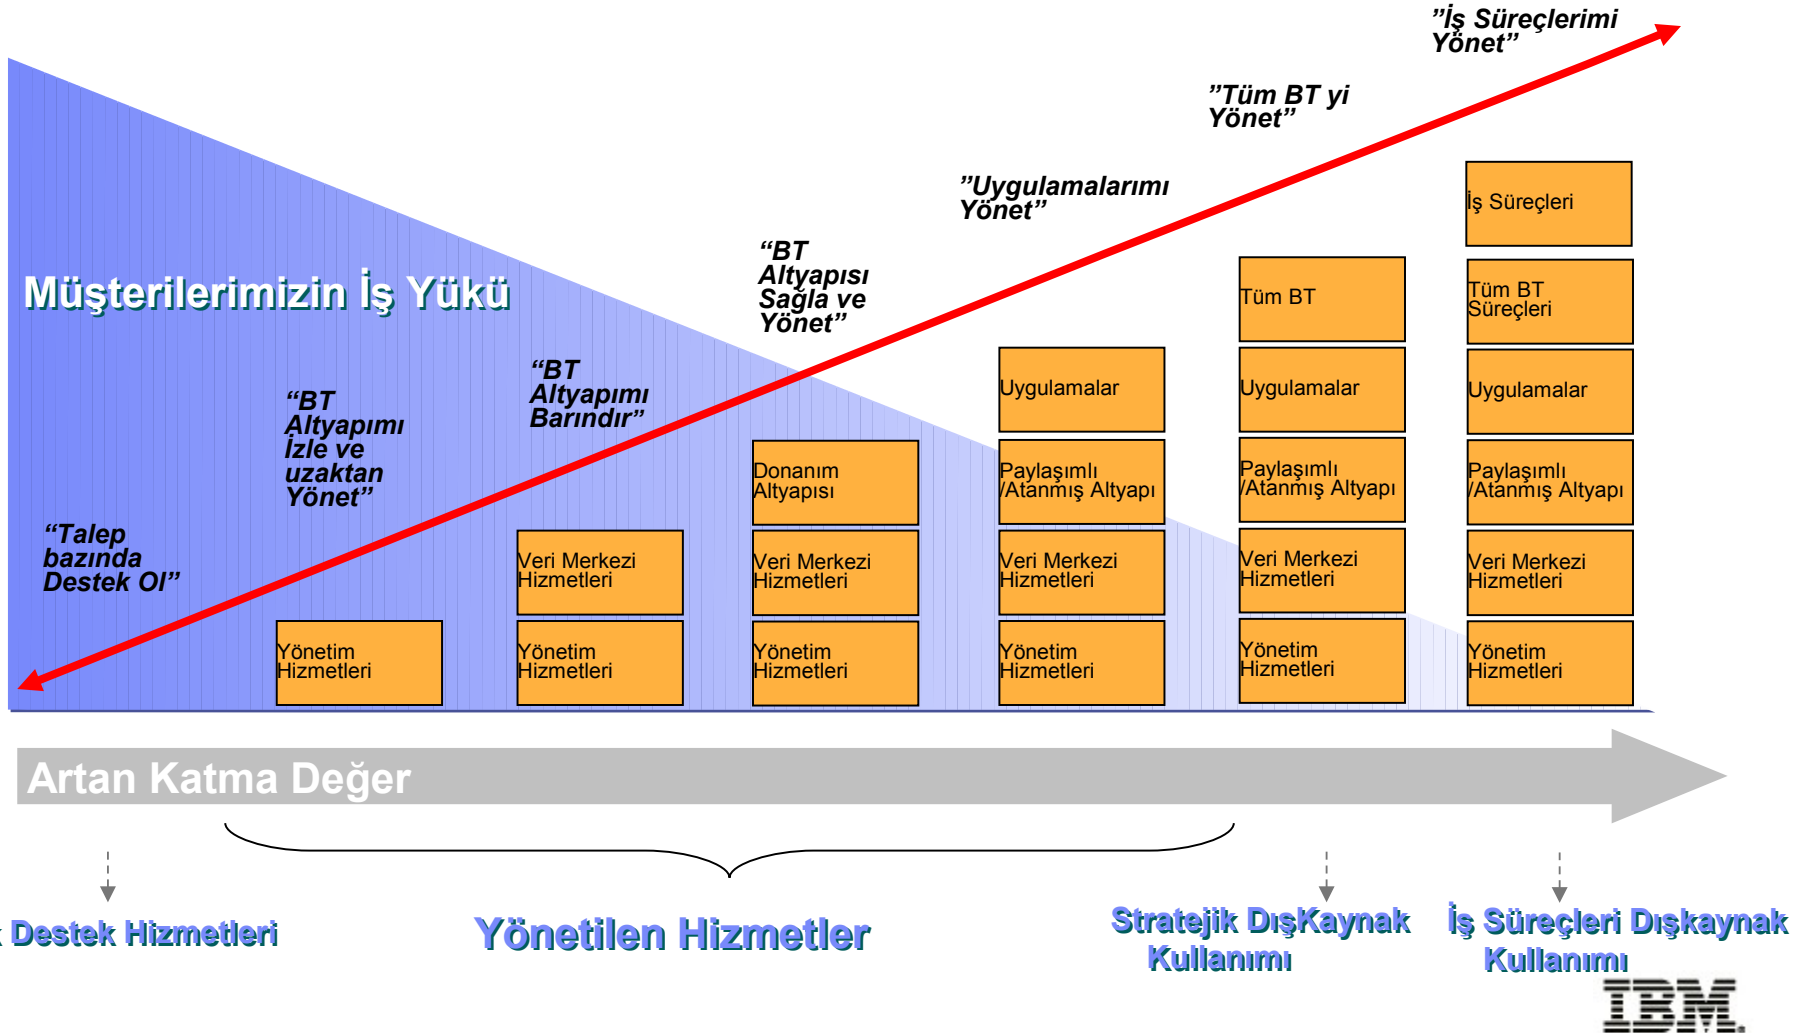 ”İş Süreçlerimi
Yönet”
”Tüm BT yi
Yönet”
”Uygulamalarımı
Yönet”
“BT
Altyapısı
Sağla ve
Yönet”
“BT
Altyapımı
Barındır”
“BT
Altyapımı
İzle ve
uzaktan
Yönet”
“Talep
bazında
Destek Ol”
Müşterilerimizin İş Yükü
Yönetim
Hizmetleri
Veri Merkezi
Hizmetleri
Yönetim
Hizmetleri
Donanım
Altyapısı
Veri Merkezi
Hizmetleri
Yönetim
Hizmetleri
Uygulamalar
Paylaşımlı
/Atanmış Altyapı
Veri Merkezi
Hizmetleri
Yönetim
Hizmetleri
Tüm BT
Uygulamalar
Paylaşımlı
/Atanmış Altyapı
Veri Merkezi
Hizmetleri
Yönetim
Hizmetleri
İş Süreçleri
Tüm BT
Süreçleri
Uygulamalar
Paylaşımlı
/Atanmış Altyapı
Veri Merkezi
Hizmetleri
Yönetim
Hizmetleri
Artan Katma Değer
Destek Hizmetleri
Yönetilen Hizmetler
Stratejik DışKaynak
Kullanımı
İş Süreçleri Dışkaynak
Kullanımı
IBM.